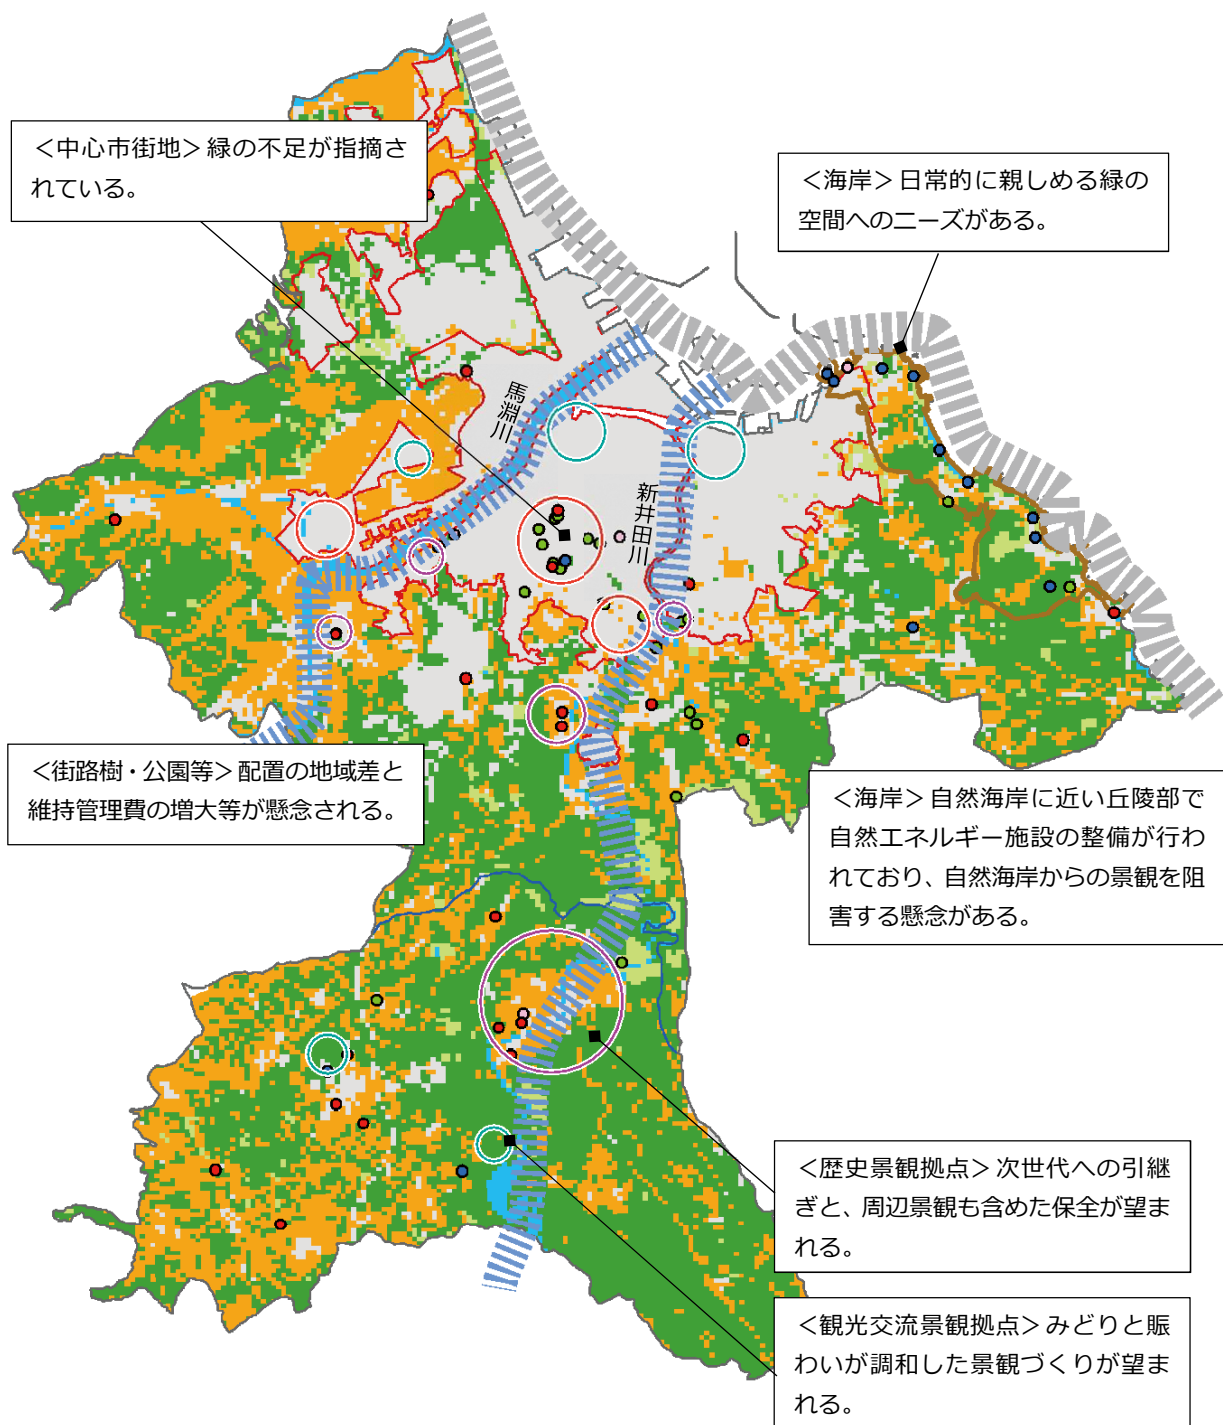 ＜中心市街地＞緑の不足が指摘さ
れている。
＜海岸＞日常的に親しめる緑の
空間へのニーズがある。
馬淵川
新井田川
＜街路樹・公園等＞配置の地域差と
維持管理費の増大等が懸念される。
＜海岸＞自然海岸に近い丘陵部で
自然エネルギー施設の整備が行わ
れており、自然海岸からの景観を阻
害する懸念がある。
＜歴史景観拠点＞次世代への引継
ぎと、周辺景観も含めた保全が望ま
れる。
＜観光交流景観拠点＞みどりと賑
わいが調和した景観づくりが望ま
れる。